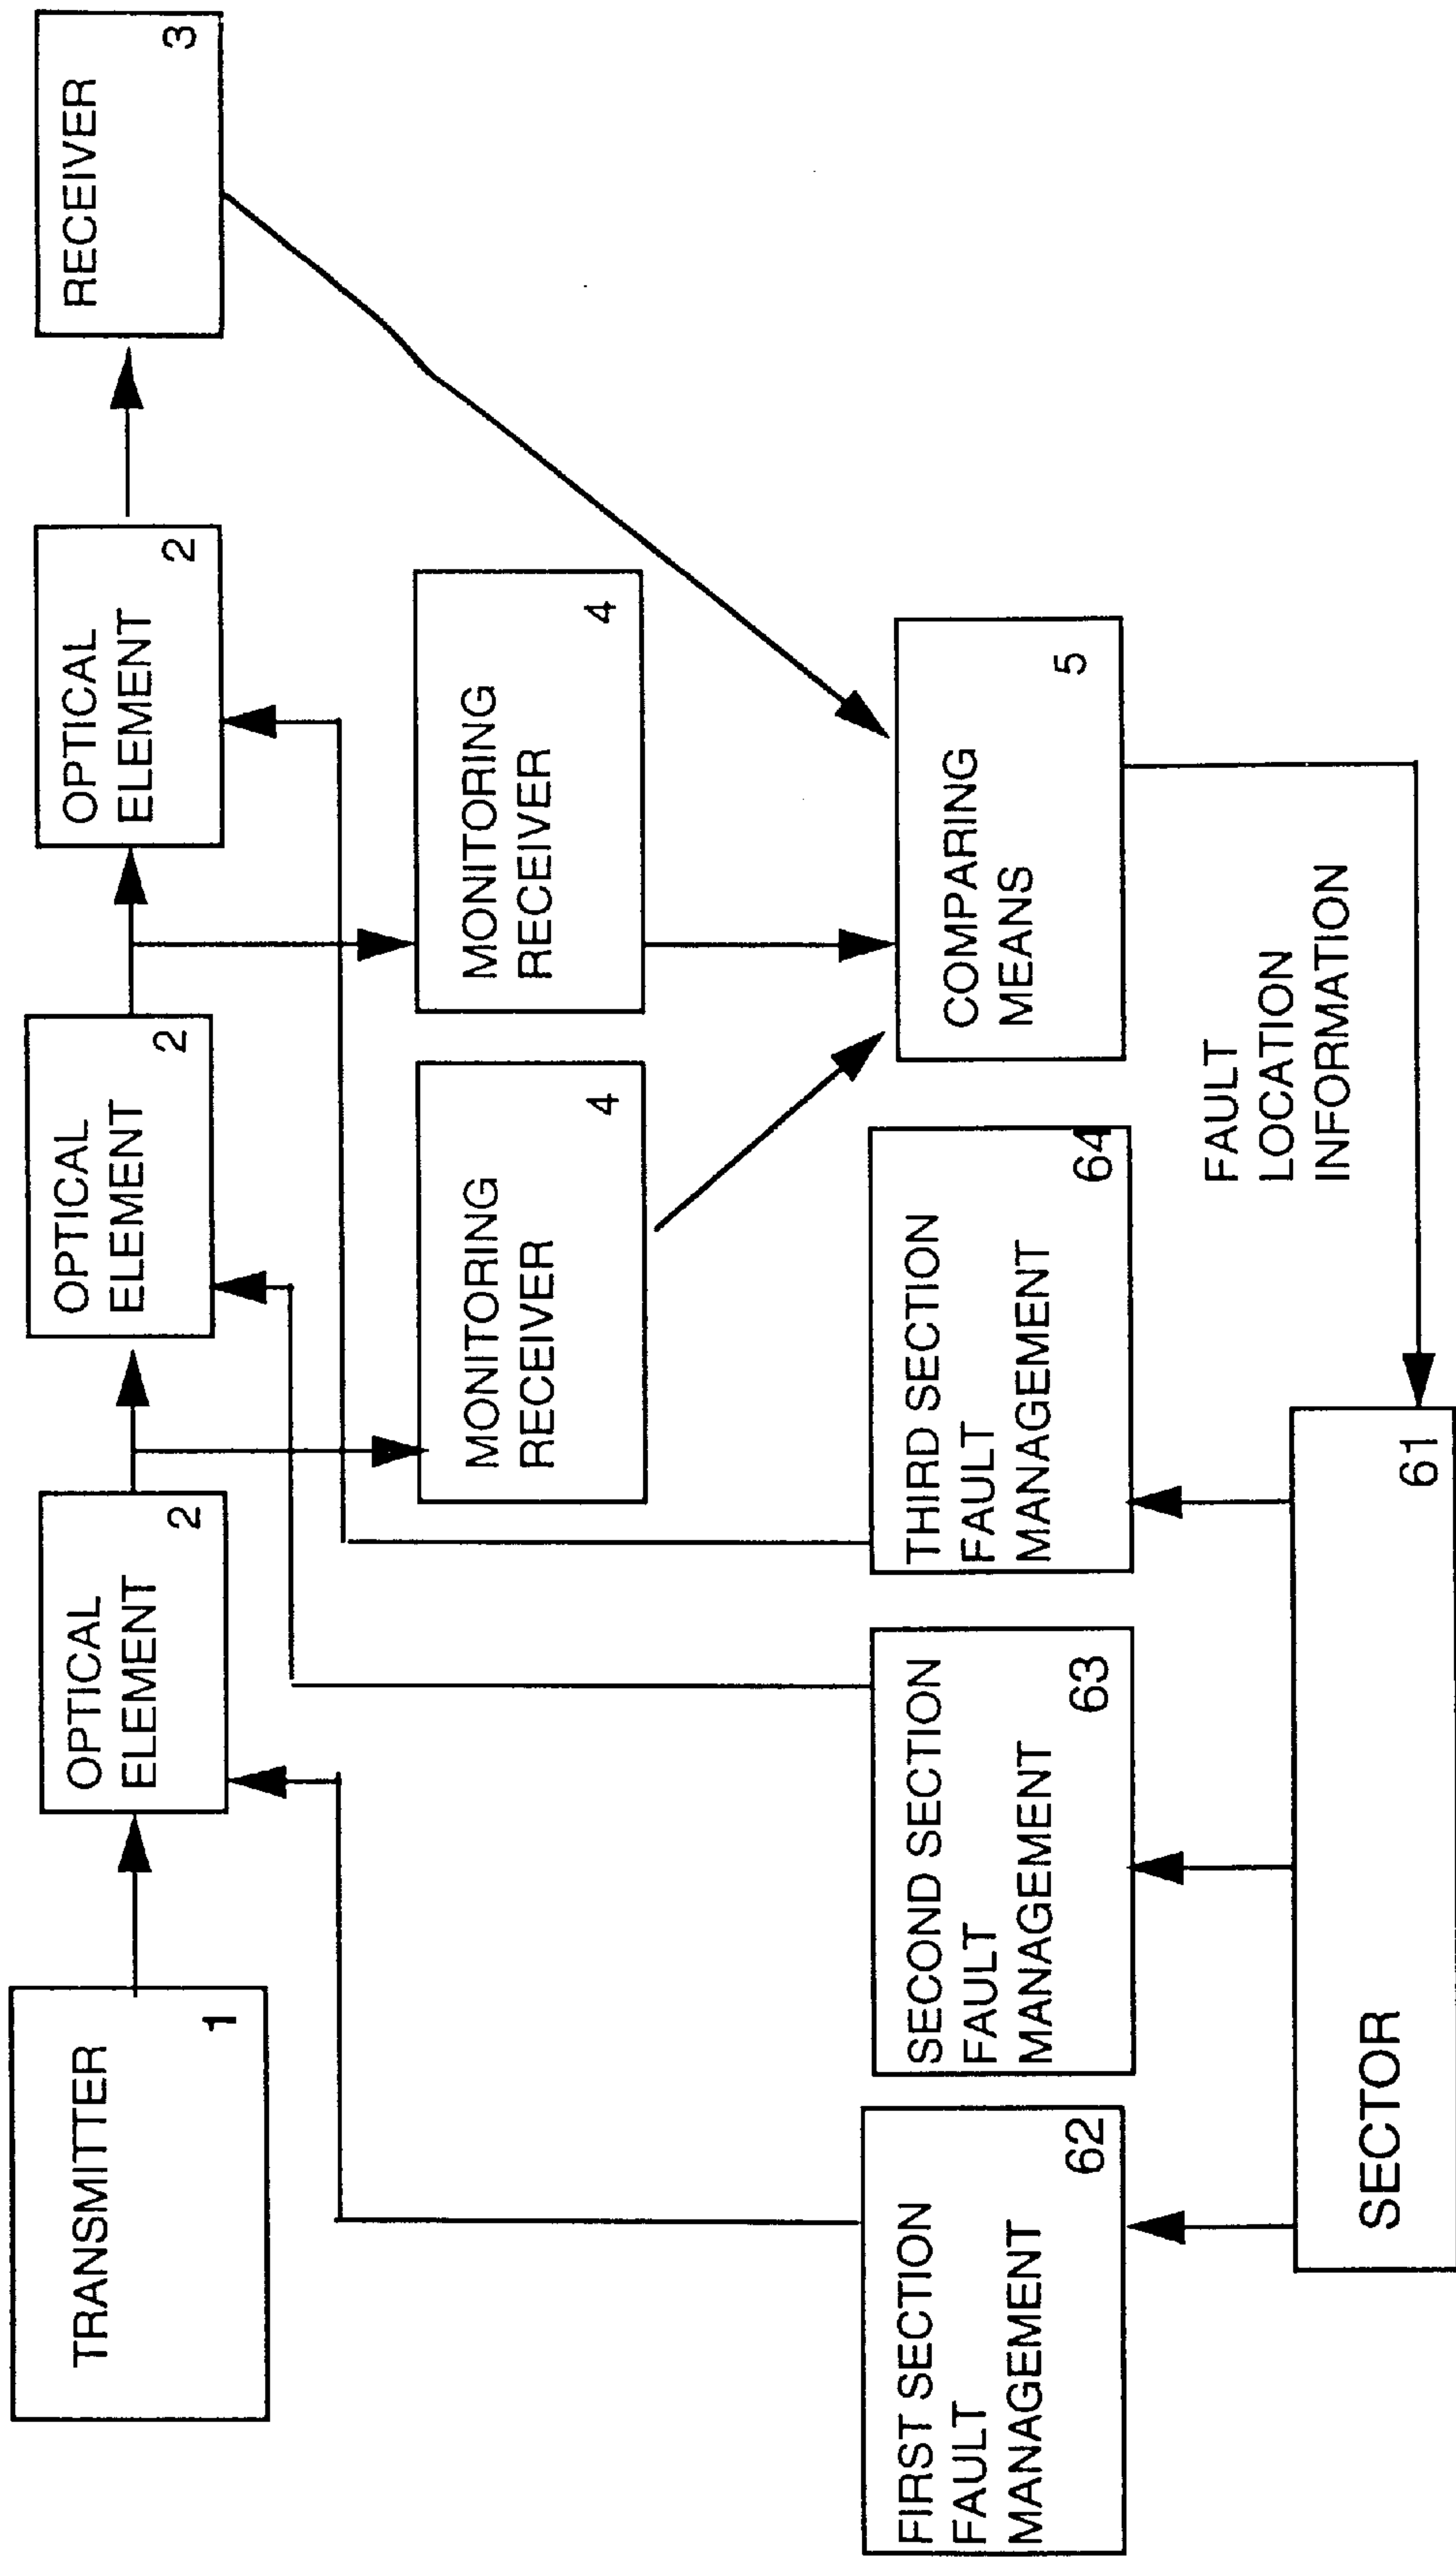 TRANSMITTER
1
OPTICAL
ELEMENT
2
OPTICAL
ELEMENT
2
OPTICAL
ELEMENT
2
RECEIVER
3
MONITORING
RECEIVER
4
MONITORING
RECEIVER
4
FIRST SECTION
FAULT
MANAGEMENT
62
SECOND SECTION
FAULT
MANAGEMENT
63
THIRD SECTION
FAULT
MANAGEMENT
64
COMPARING
MEANS
5
FAULT
LOCATION
INFORMATION
SECTOR
61